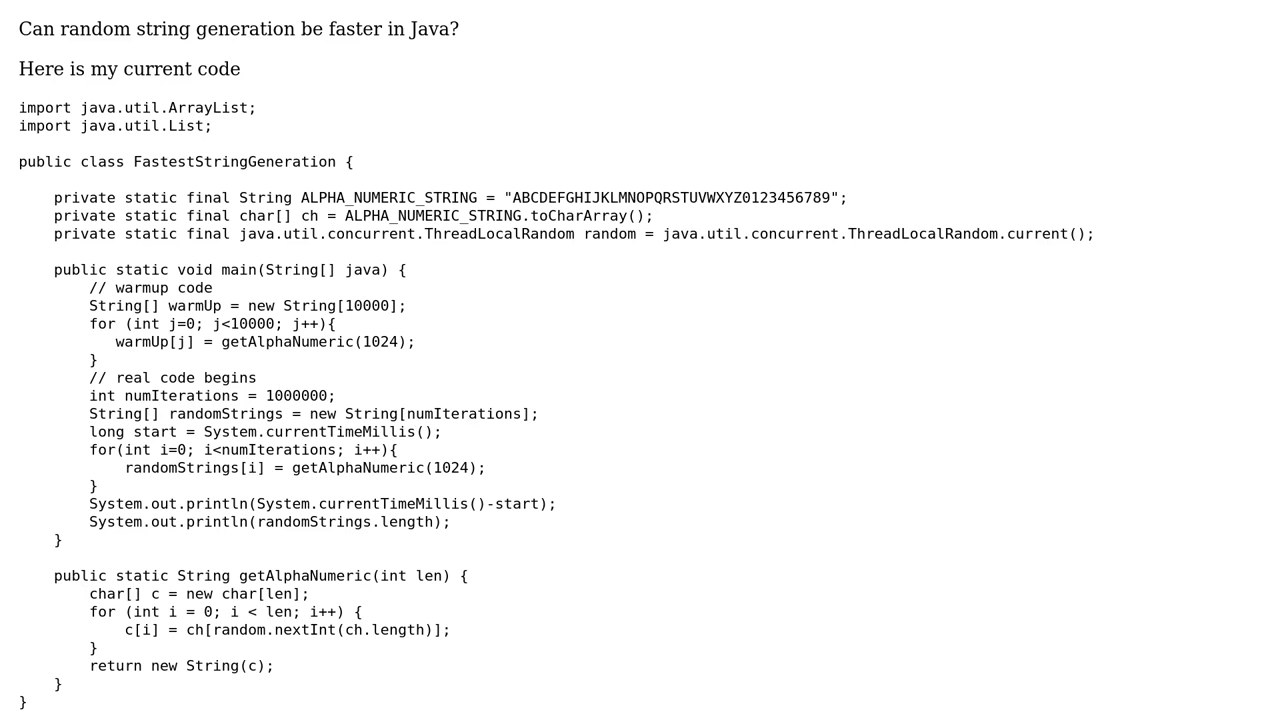 Can random string generation be faster in Java?
Here is my current code
import java.util.ArrayList;
import java.util.List;

public class FastestStringGeneration {

    private static final String ALPHA_NUMERIC_STRING = "ABCDEFGHIJKLMNOPQRSTUVWXYZ0123456789";
    private static final char[] ch = ALPHA_NUMERIC_STRING.toCharArray();
    private static final java.util.concurrent.ThreadLocalRandom random = java.util.concurrent.ThreadLocalRandom.current();

    public static void main(String[] java) {
        // warmup code
        String[] warmUp = new String[10000];
        for (int j=0; j<10000; j++){
           warmUp[j] = getAlphaNumeric(1024);
        }
        // real code begins
        int numIterations = 1000000;
        String[] randomStrings = new String[numIterations];
        long start = System.currentTimeMillis();
        for(int i=0; i<numIterations; i++){
            randomStrings[i] = getAlphaNumeric(1024);
        }
        System.out.println(System.currentTimeMillis()-start);
        System.out.println(randomStrings.length);
    }

    public static String getAlphaNumeric(int len) {
        char[] c = new char[len];
        for (int i = 0; i < len; i++) {
            c[i] = ch[random.nextInt(ch.length)];
        }
        return new String(c);
    }
}